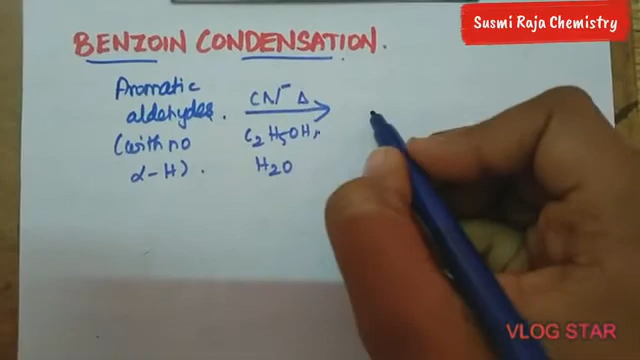 Susmi Raja Chemistry
BENZOIN CONDENSATION.
Aromatic
aldehydes.
(with no
α-H).
CN⁻ Δ
C₂H₅OH,
H₂O
VLOG STAR